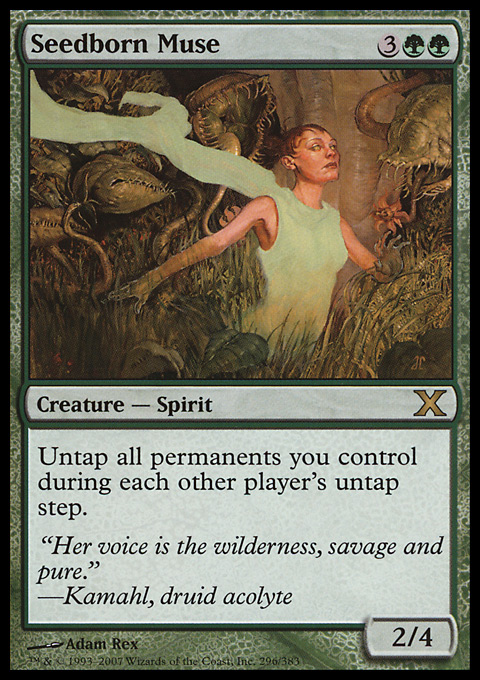 Seedborn Muse 3
Creature — Spirit X
Untap all permanents you control
during each other player's untap
step.
"Her voice is the wilderness, savage and
pure."
—Kamahl, druid acolyte
2/4
Adam Rex
™ & © 1993–2007 Wizards of the Coast, Inc. 296/383